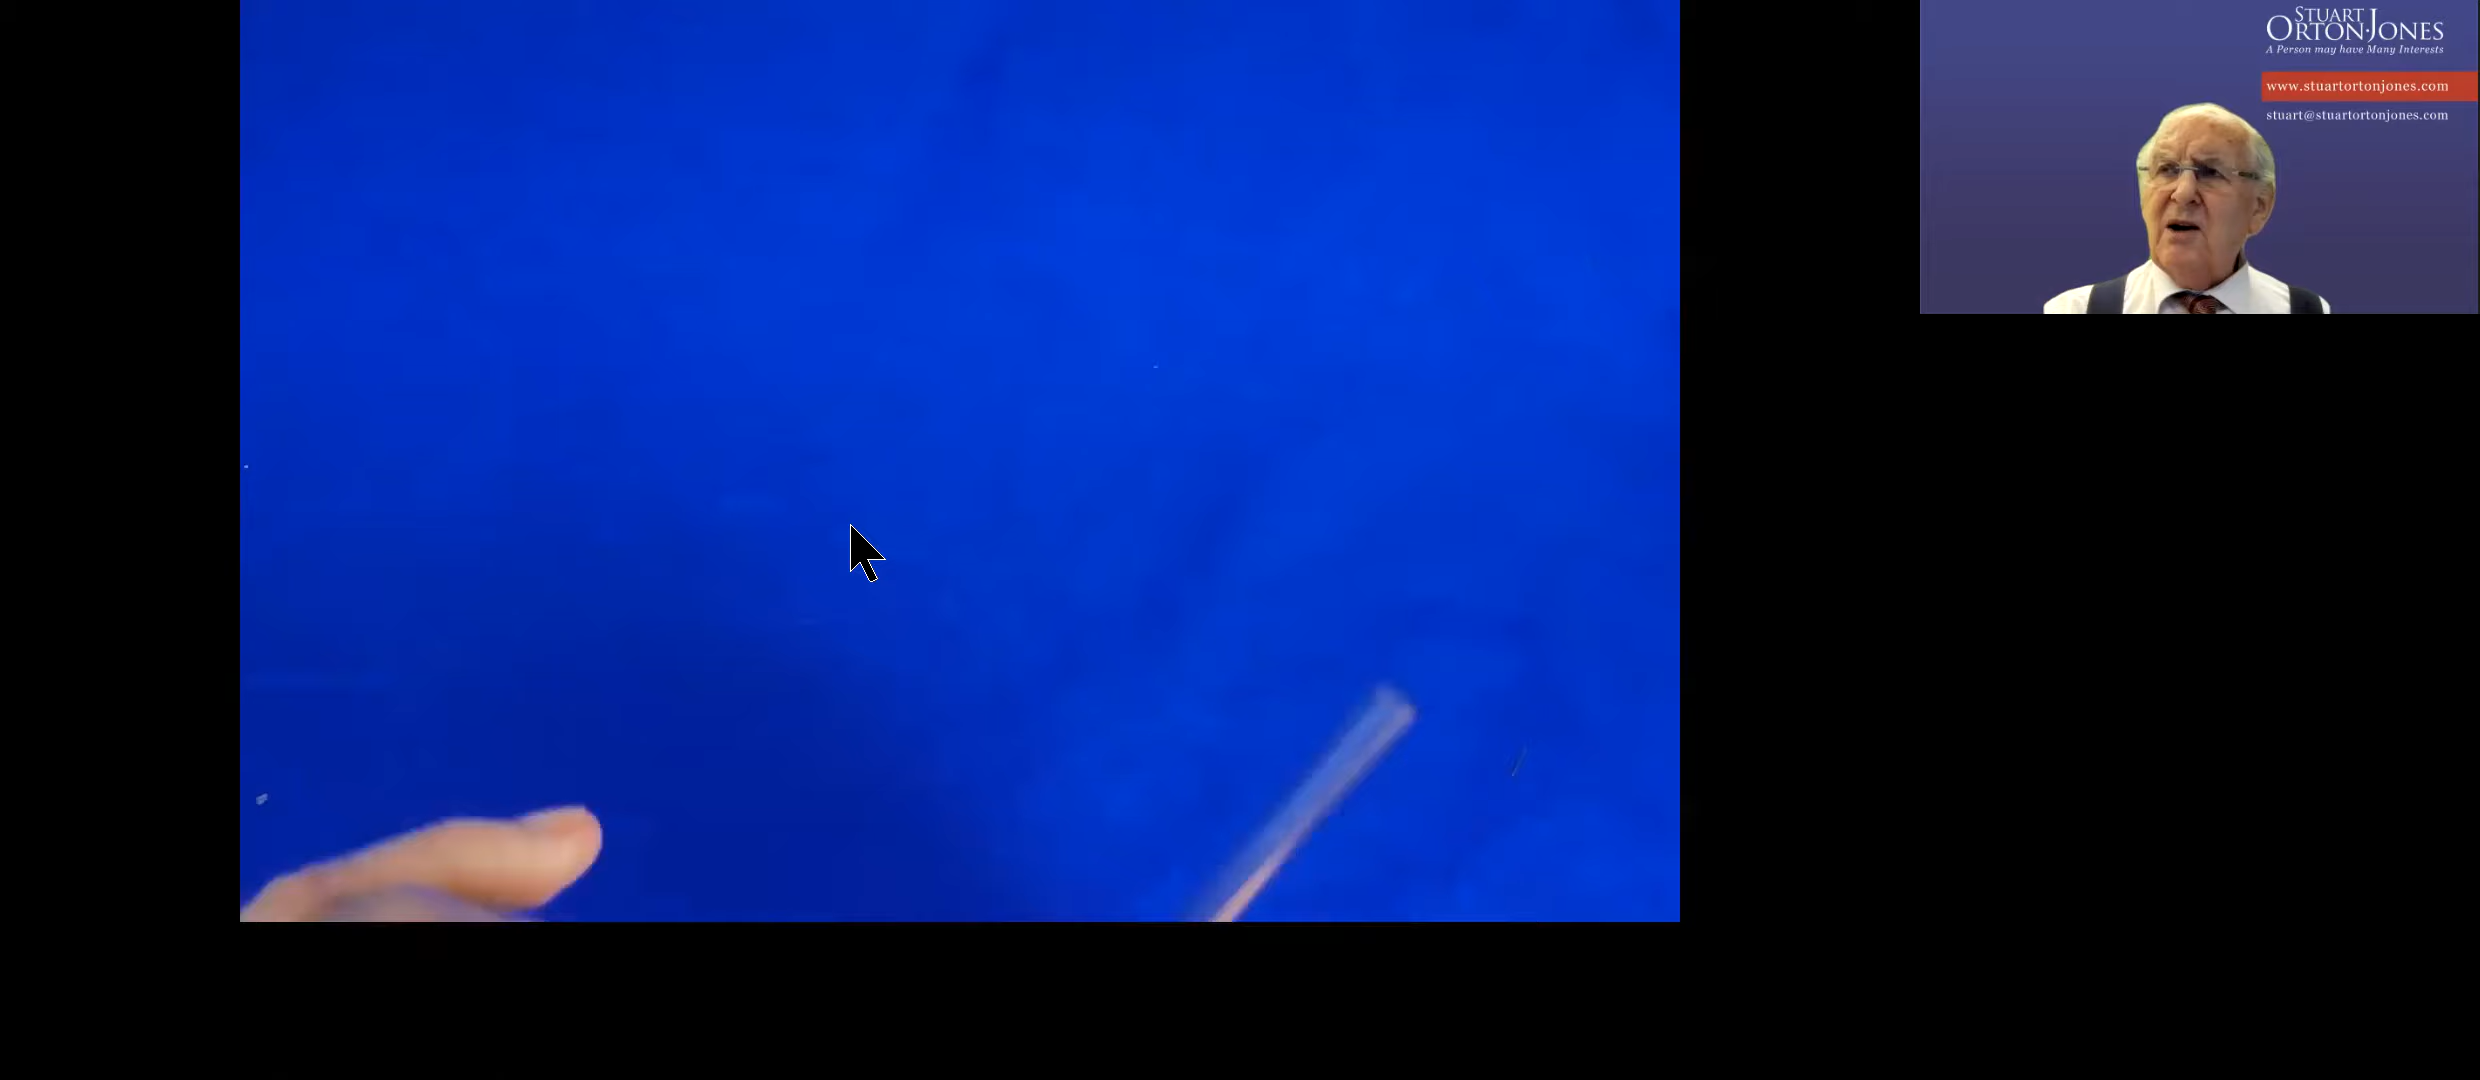 STUART
ORTON-JONES
A Person may have Many Interests
www.stuartortonjones.com
stuart@stuartortonjones.com